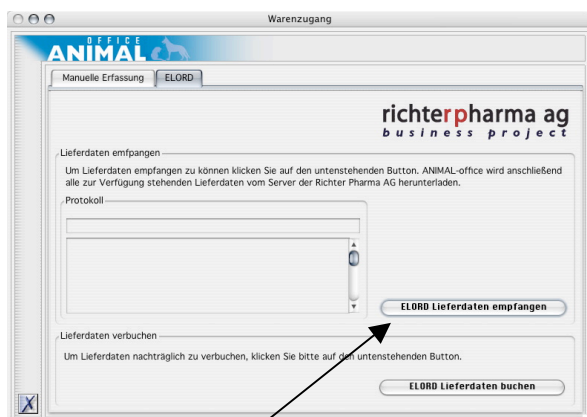 Warenzugang
OFFICE
ANIMAL
Manuelle Erfassung ELORD
richterpharma ag
business project
Lieferdaten emfpangen
Um Lieferdaten empfangen zu können klicken Sie auf den untenstehenden Button. ANIMAL-office wird anschließend
alle zur Verfügung stehenden Lieferdaten vom Server der Richter Pharma AG herunterladen.
Protokoll
ELORD Lieferdaten empfangen
Lieferdaten verbuchen
Um Lieferdaten nachträglich zu verbuchen, klicken Sie bitte auf den untenstehenden Button.
ELORD Lieferdaten buchen
X